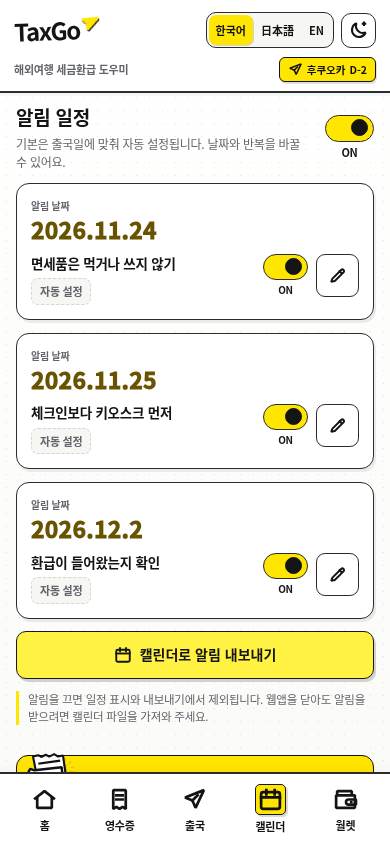 TaxGo
한국어 日本語 EN
해외여행 세금환급 도우미
후쿠오카 D-2
알림 일정
기본은 출국일에 맞춰 자동 설정됩니다. 날짜와 반복을 바꿀
수 있어요.
ON
알림 날짜
2026.11.24
면세품은 먹거나 쓰지 않기
자동 설정
ON
알림 날짜
2026.11.25
체크인보다 키오스크 먼저
자동 설정
ON
알림 날짜
2026.12.2
환급이 들어왔는지 확인
자동 설정
ON
캘린더로 알림 내보내기
알림을 끄면 일정 표시와 내보내기에서 제외됩니다. 웹앱을 닫아도 알림을
받으려면 캘린더 파일을 가져와 주세요.
홈 영수증 출국 캘린더 월렛